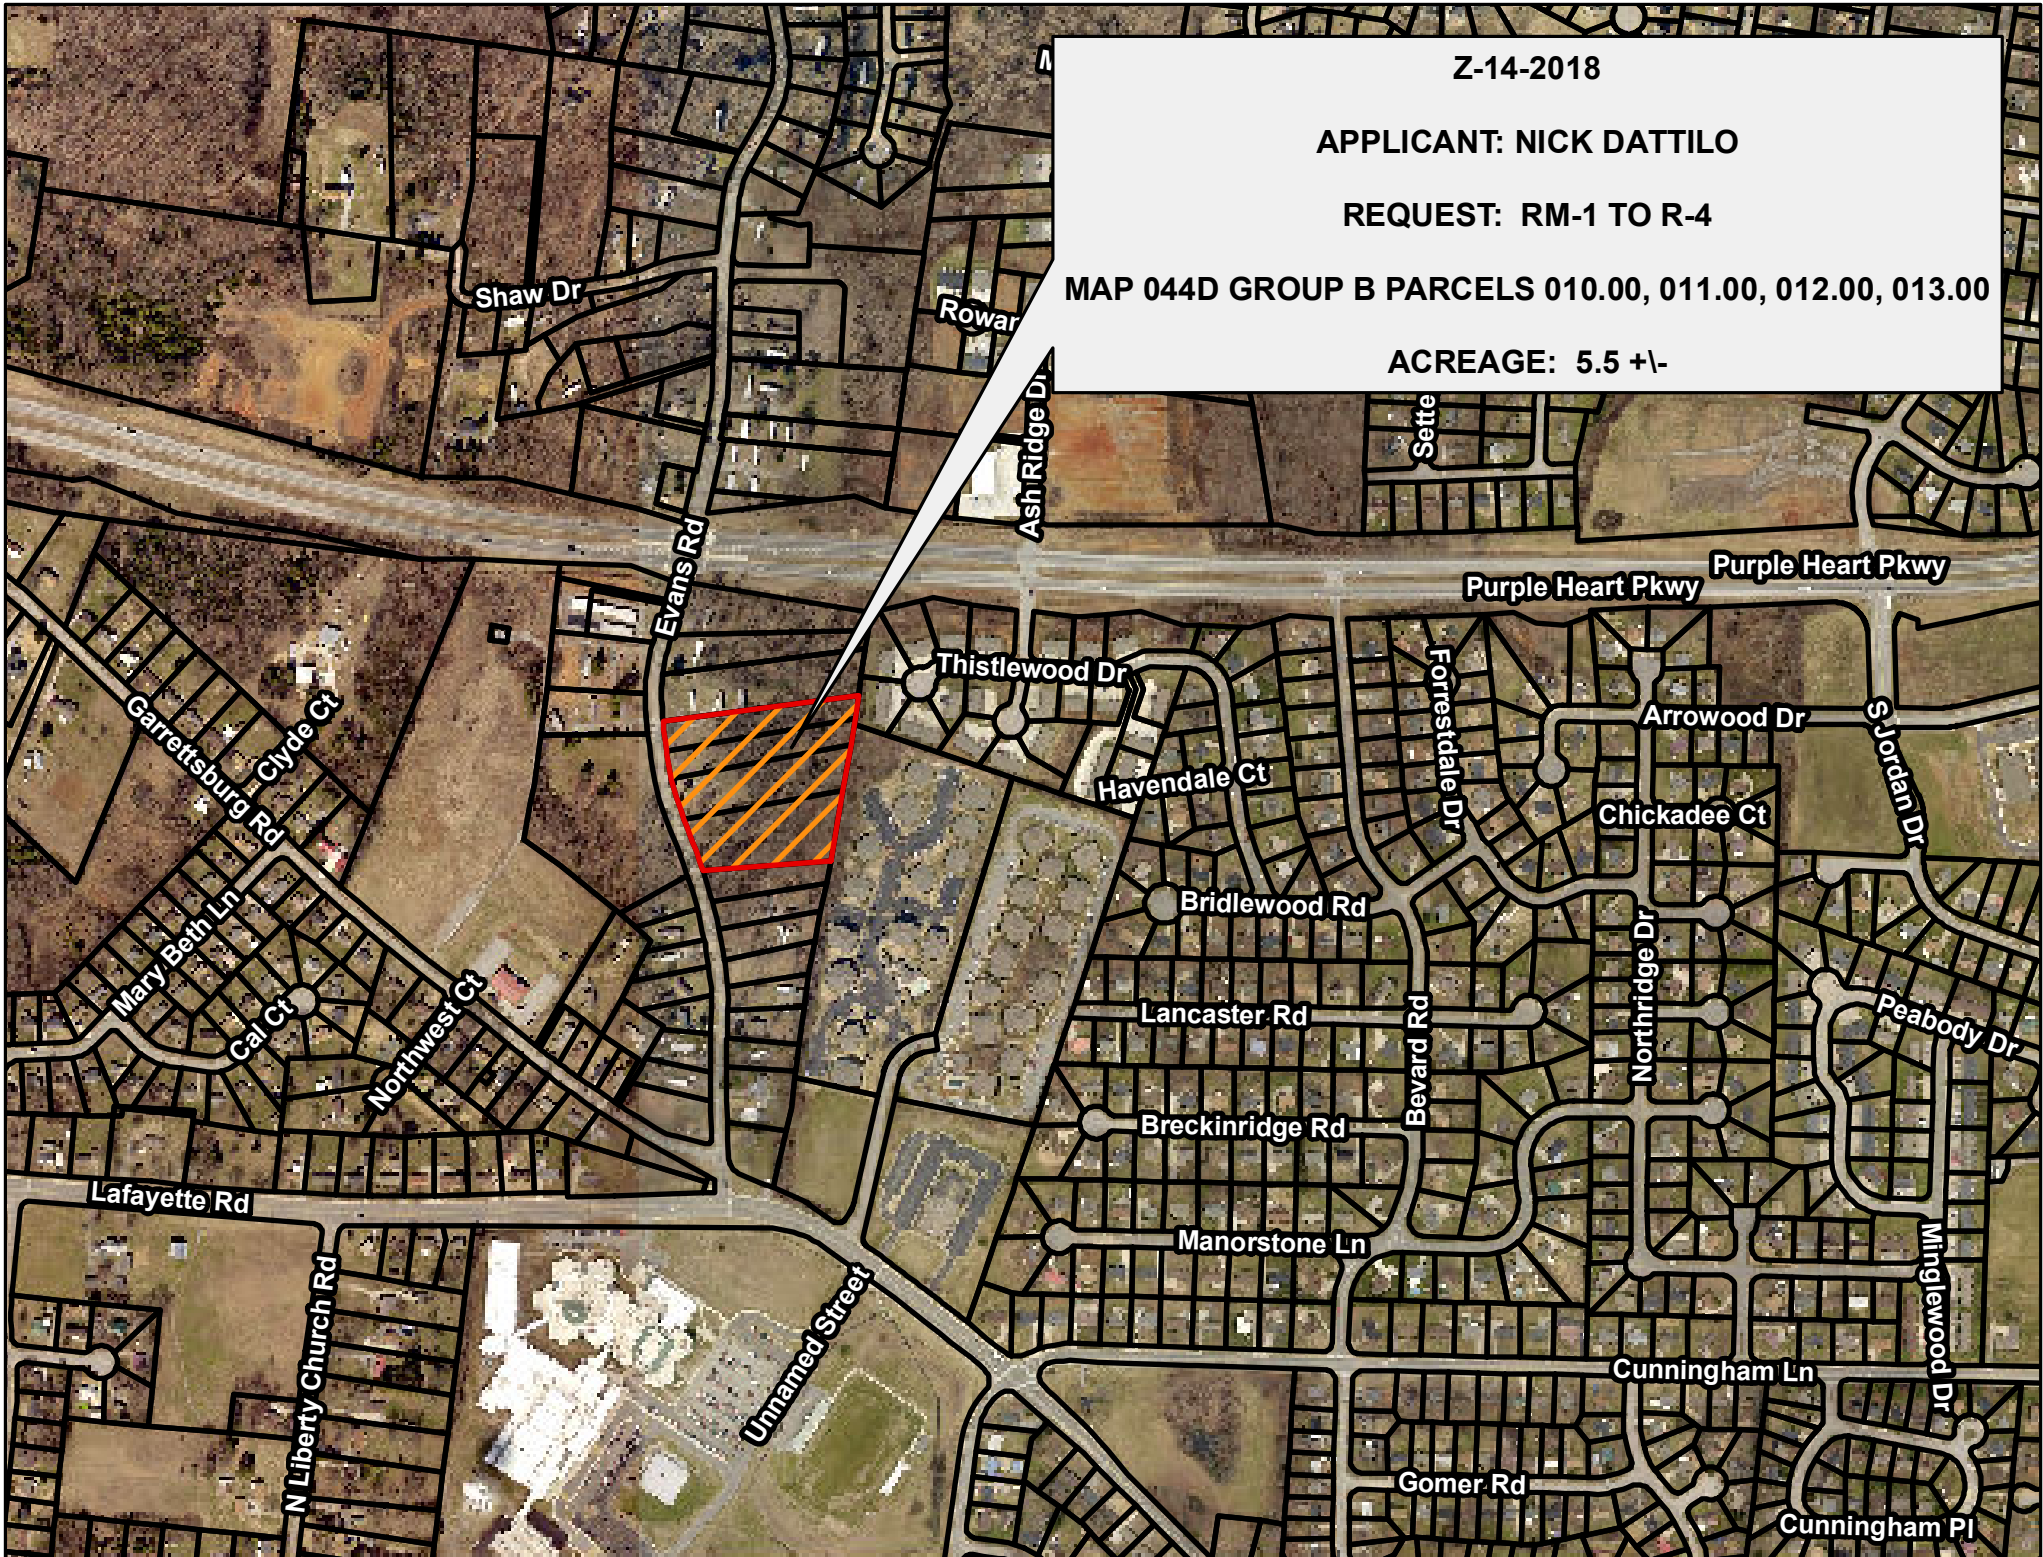 Z-14-2018
APPLICANT: NICK DATTILO
REQUEST: RM-1 TO R-4
MAP 044D GROUP B PARCELS 010.00, 011.00, 012.00, 013.00
ACREAGE: 5.5 +\-
Shaw Dr
Rowar
Ash Ridge Dr
Sette
Evans Rd
Purple Heart Pkwy
Purple Heart Pkwy
Thistlewood Dr
Forrestdale Dr
Arrowood Dr
S Jordan Dr
Garrettsburg Rd
Clyde Ct
Havendale Ct
Chickadee Ct
Mary Beth Ln
Bridlewood Rd
Northridge Dr
Cal Ct
Northwest Ct
Lancaster Rd
Bevard Rd
Peabody Dr
Breckinridge Rd
Lafayette Rd
Manorstone Ln
Minglewood Dr
N Liberty Church Rd
Unnamed Street
Cunningham Ln
Gomer Rd
Cunningham Pl